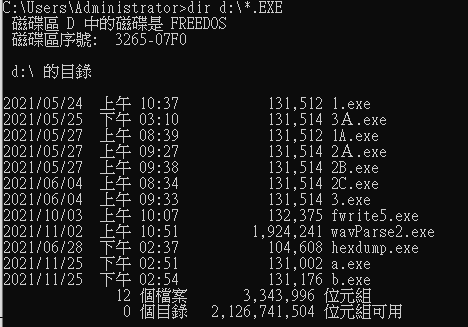 C:\Users\Administrator>dir d:\*.EXE
磁碟區 D 中的磁碟是 FREEDOS
磁碟區序號:  3265-07F0
d:\ 的目錄
2021/05/24  上午 10:37           131,512 1.exe
2021/05/25  下午 03:10           131,514 3Ａ.exe
2021/05/27  上午 08:39           131,512 1A.exe
2021/05/27  上午 09:27           131,514 2Ａ.exe
2021/05/27  上午 09:38           131,514 2B.exe
2021/06/04  上午 08:34           131,514 2C.exe
2021/06/04  上午 09:33           131,514 3.exe
2021/10/03  上午 10:07           132,375 fwrite5.exe
2021/11/02  上午 10:51         1,924,241 wavParse2.exe
2021/06/28  下午 02:37           104,608 hexdump.exe
2021/11/25  下午 02:51           131,002 a.exe
2021/11/25  下午 02:54           131,176 b.exe
12 個檔案       3,343,996 位元組
0 個目錄   2,126,741,504 位元組可用